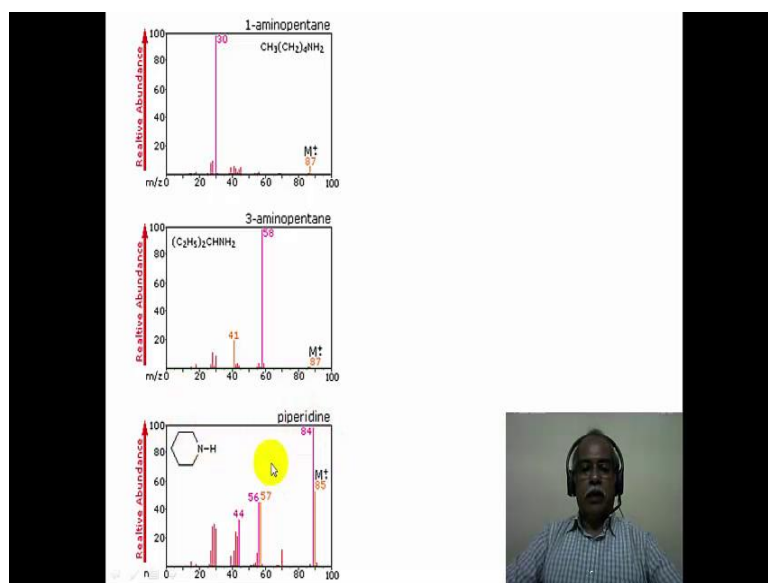 1-aminopentane
Realtive Abundance
100
80
60
40
20
30
CH₃(CH₂)₄NH₂
M⁺
87
m/z 0 20 40 60 80 100
3-aminopentane
Realtive Abundance
100
80
60
40
20
(C₂H₅)₂CHNH₂
58
41
M⁺
87
m/z 0 20 40 60 80 100
piperidine
Realtive Abundance
100
80
60
40
20
N-H
84
M⁺
85
56 57
44
n 0 20 40 60 80 100